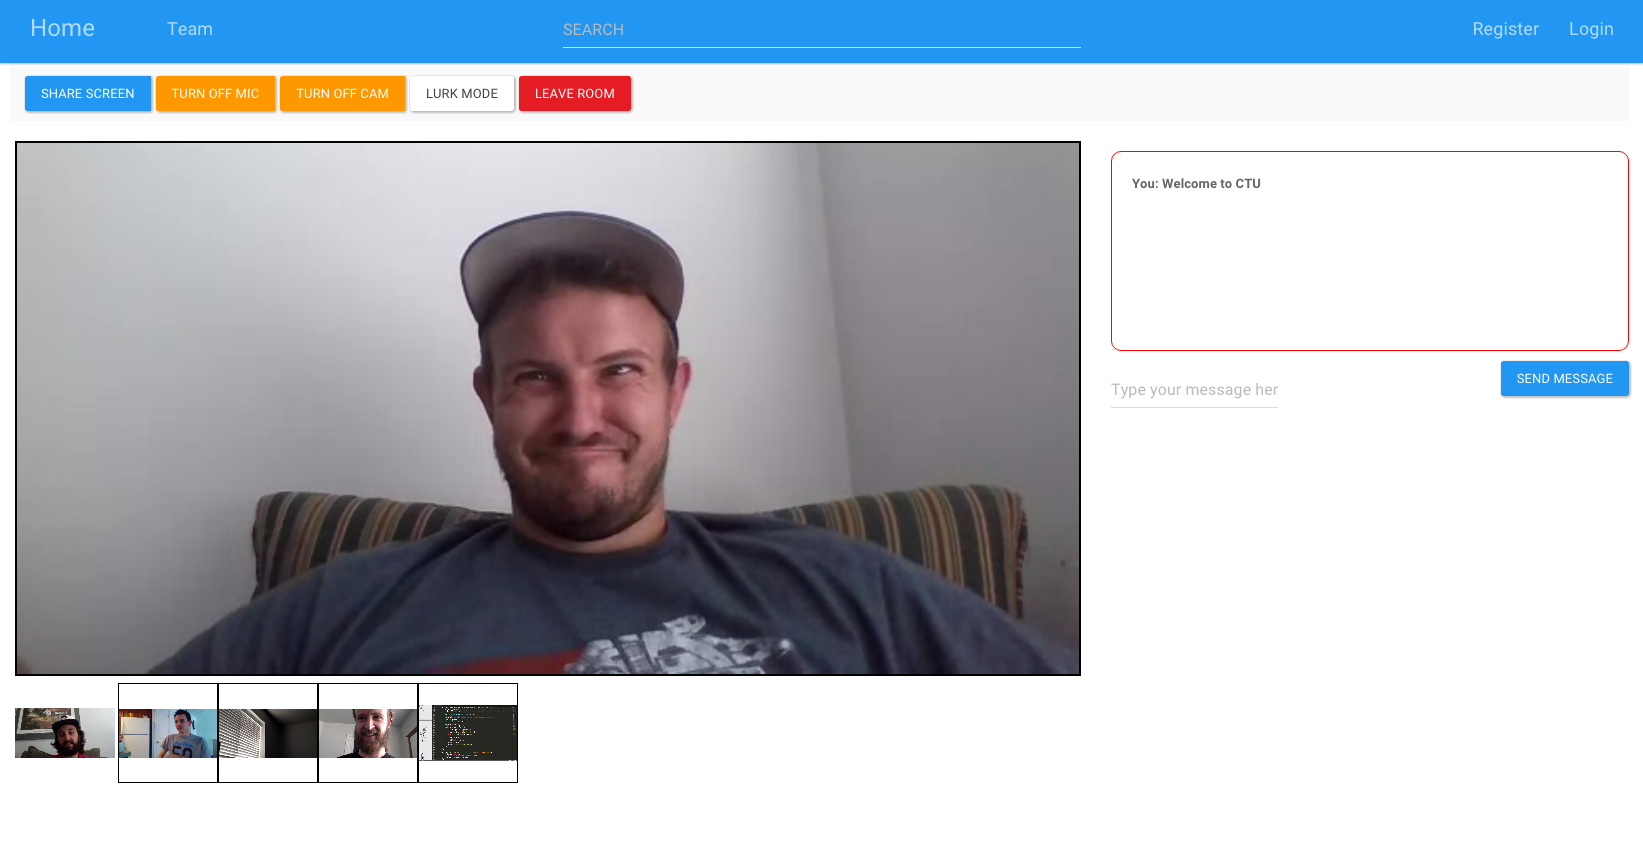 Home
Team
SEARCH
Register
Login
SHARE SCREEN
TURN OFF MIC
TURN OFF CAM
LURK MODE
LEAVE ROOM
You: Welcome to CTU
Type your message her
SEND MESSAGE